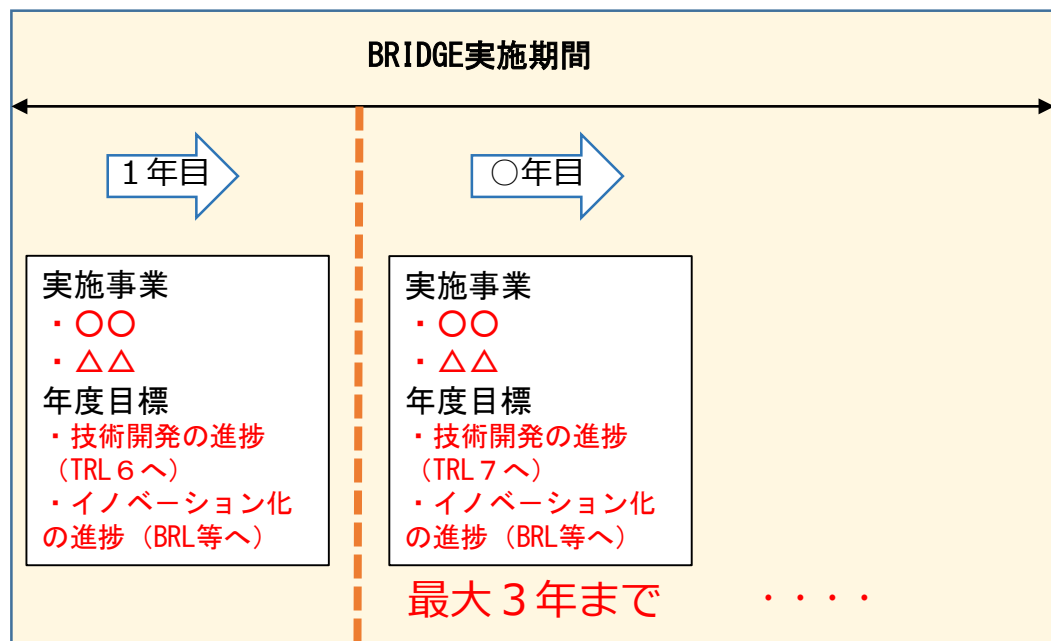 BRIDGE実施期間
１年目
○年目
実施事業
・〇〇
・△△
年度目標
・技術開発の進捗
（TRL６へ）
・イノベーション化
の進捗（BRL等へ）
実施事業
・〇〇
・△△
年度目標
・技術開発の進捗
（TRL７へ）
・イノベーション化
の進捗（BRL等へ）
最大３年まで　　・・・・